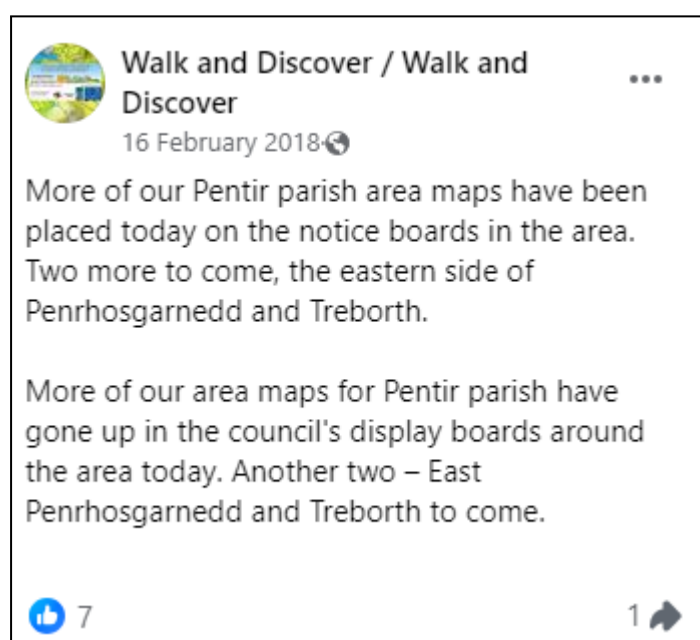 Walk and Discover / Walk and
Discover
16 February 2018
More of our Pentir parish area maps have been
placed today on the notice boards in the area.
Two more to come, the eastern side of
Penrhosgarnedd and Treborth.
More of our area maps for Pentir parish have
gone up in the council's display boards around
the area today. Another two – East
Penrhosgarnedd and Treborth to come.
7
1